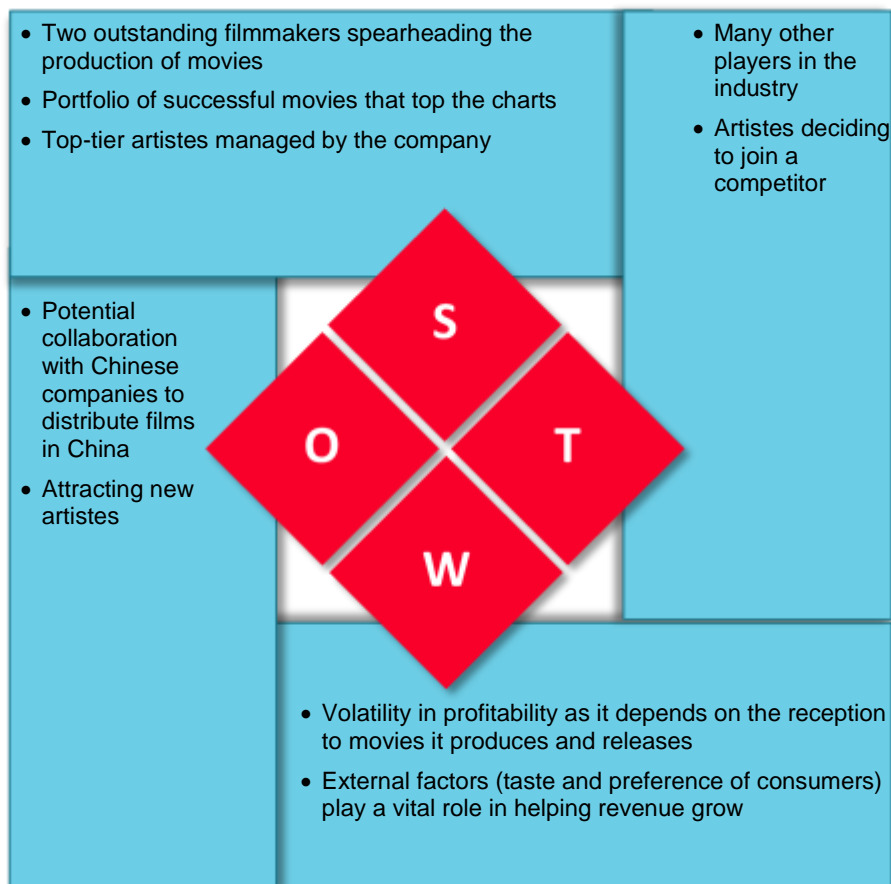 • Two outstanding filmmakers spearheading the
production of movies
• Portfolio of successful movies that top the charts
• Top-tier artistes managed by the company
• Many other
players in the
industry
• Artistes deciding
to join a
competitor
• Potential
collaboration
with Chinese
companies to
distribute films
in China
• Attracting new
artistes
S
O
T
W
• Volatility in profitability as it depends on the reception
to movies it produces and releases
• External factors (taste and preference of consumers)
play a vital role in helping revenue grow